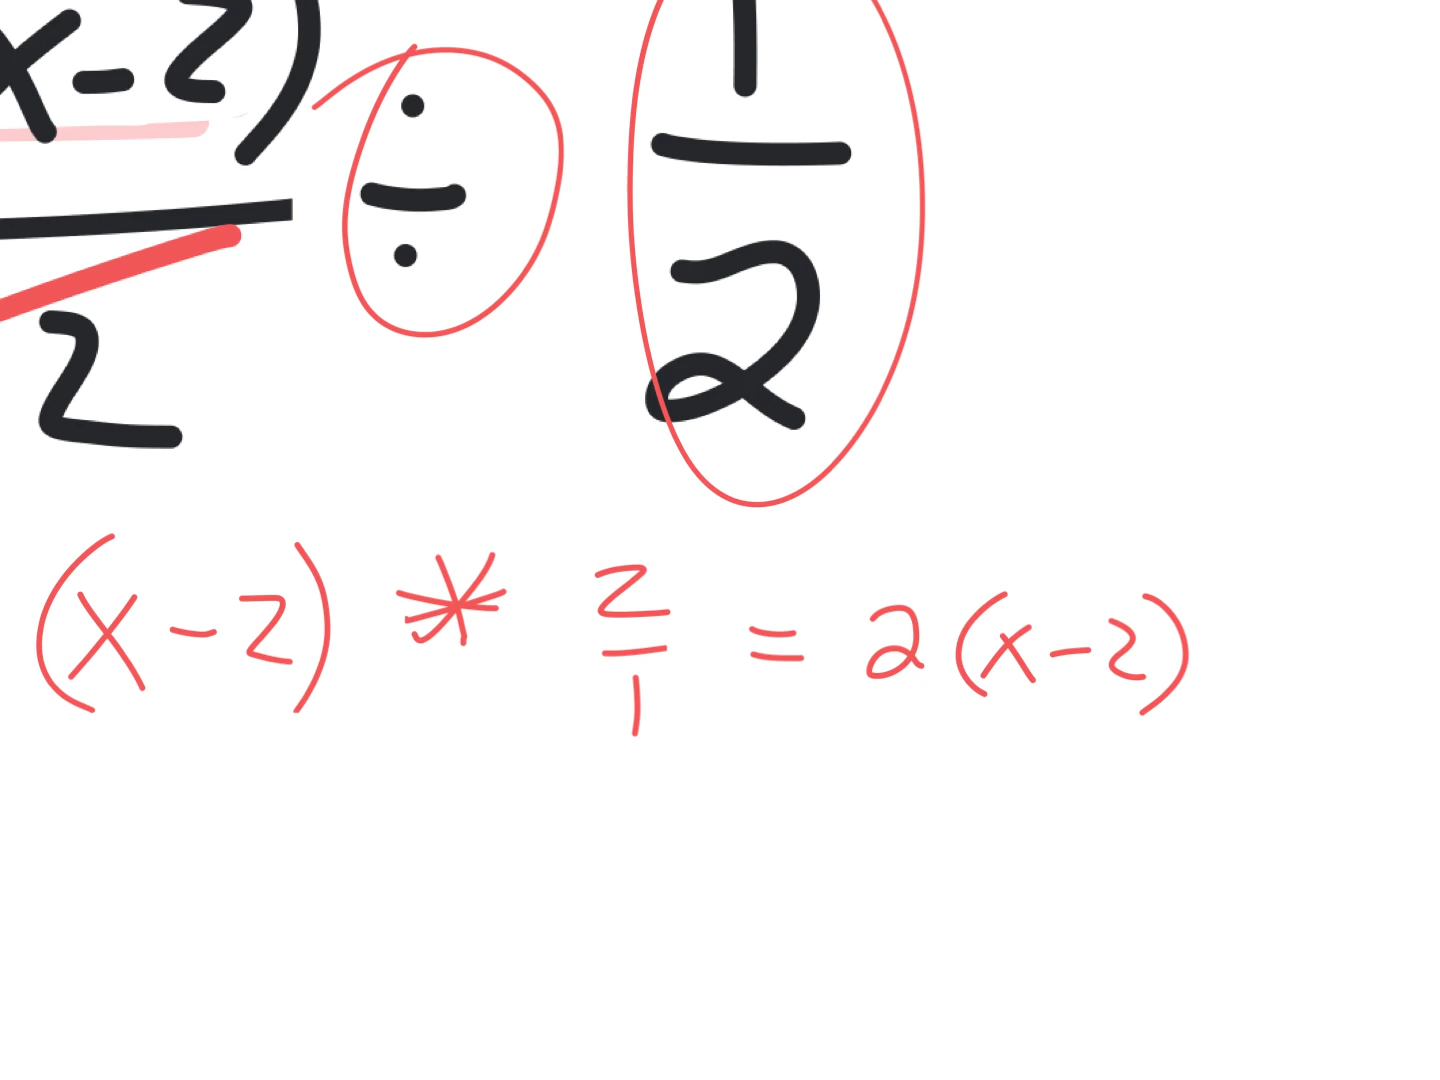 x-2) ÷ 1/2
2
(x-2) * 2/1 = 2(x-2)